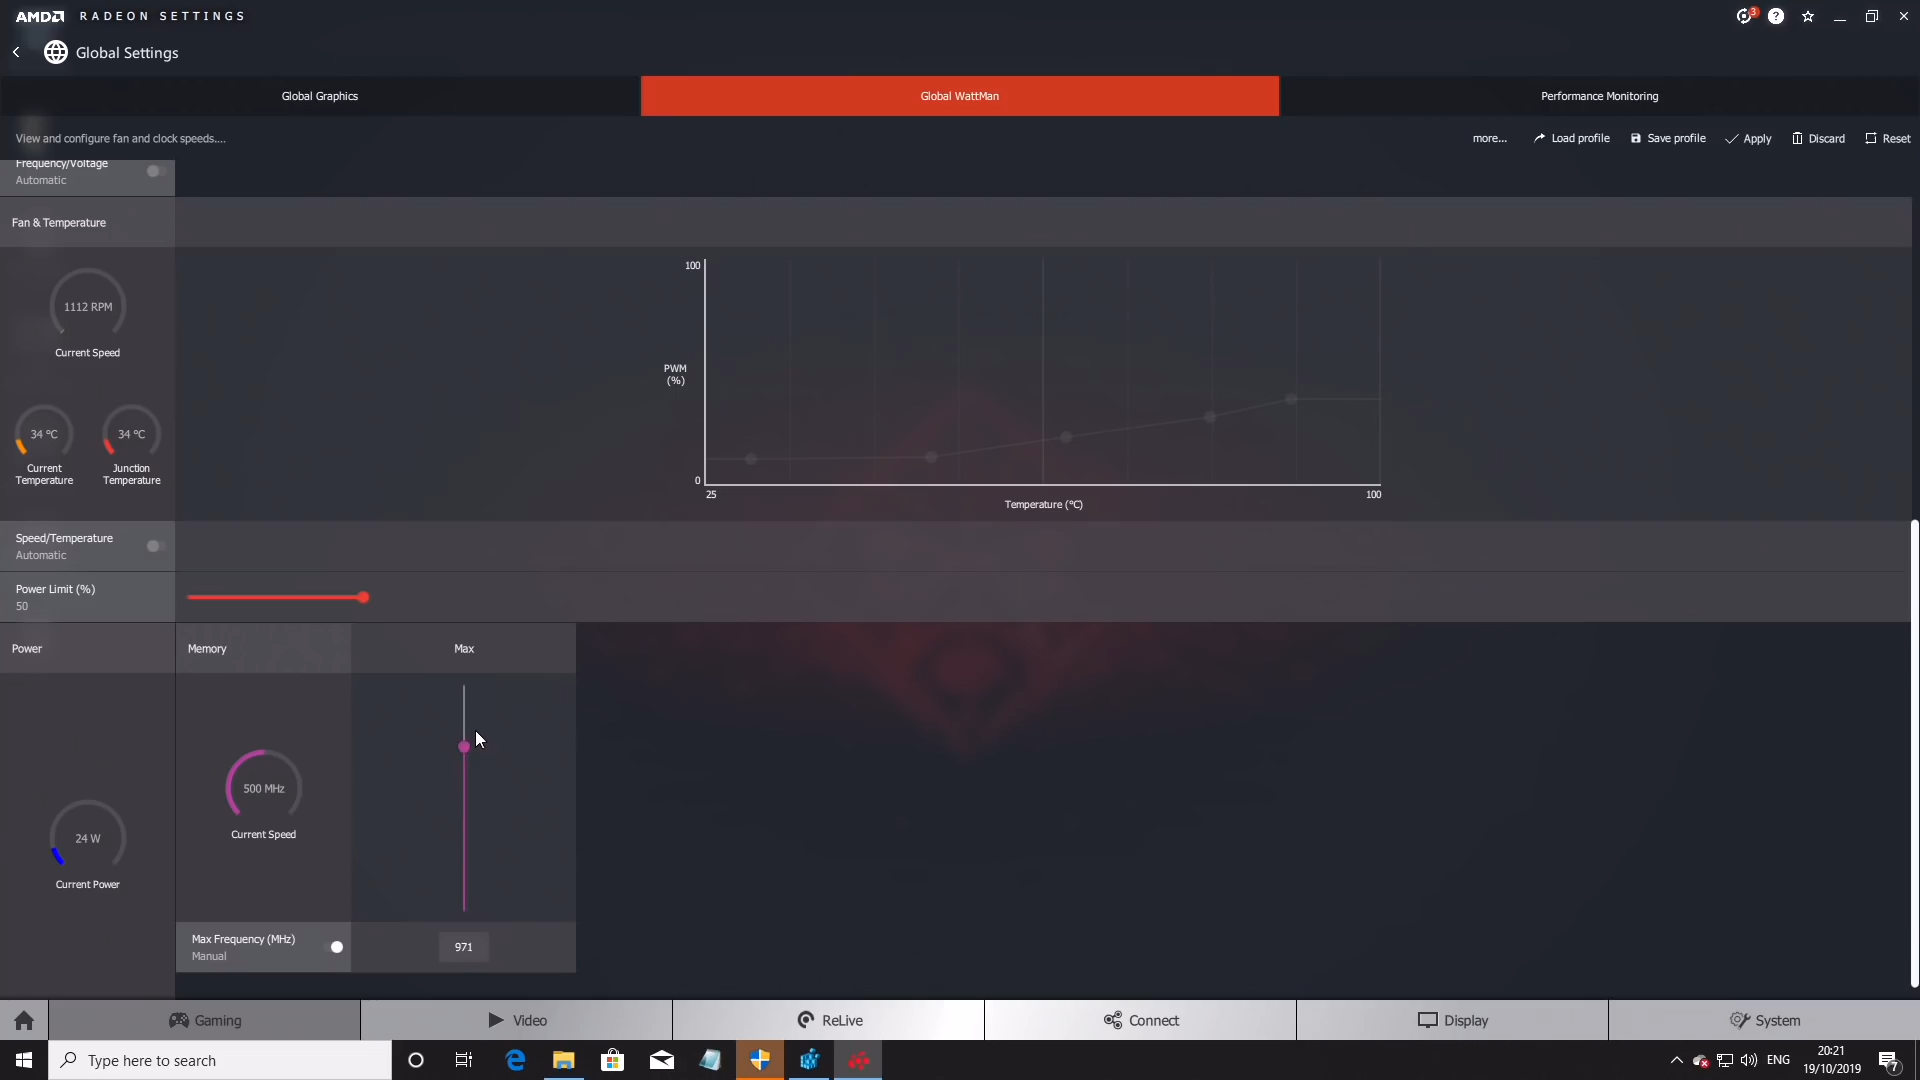 AMD RADEON SETTINGS
3
?
Global Settings
Global Graphics
Global WattMan
Performance Monitoring
View and configure fan and clock speeds....
more...
Load profile
Save profile
Apply
Discard
Reset
Frequency/Voltage
Automatic
Fan & Temperature
1112 RPM
Current Speed
34 °C
34 °C
Current
Temperature
Junction
Temperature
100
PWM
(%)
0
25
100
Temperature (°C)
Speed/Temperature
Automatic
Power Limit (%)
50
Power
Memory
Max
24 W
Current Power
500 MHz
Current Speed
Max Frequency (MHz)
Manual
971
Gaming
Video
ReLive
Connect
Display
System
Type here to search
ENG
20:21
19/10/2019
7